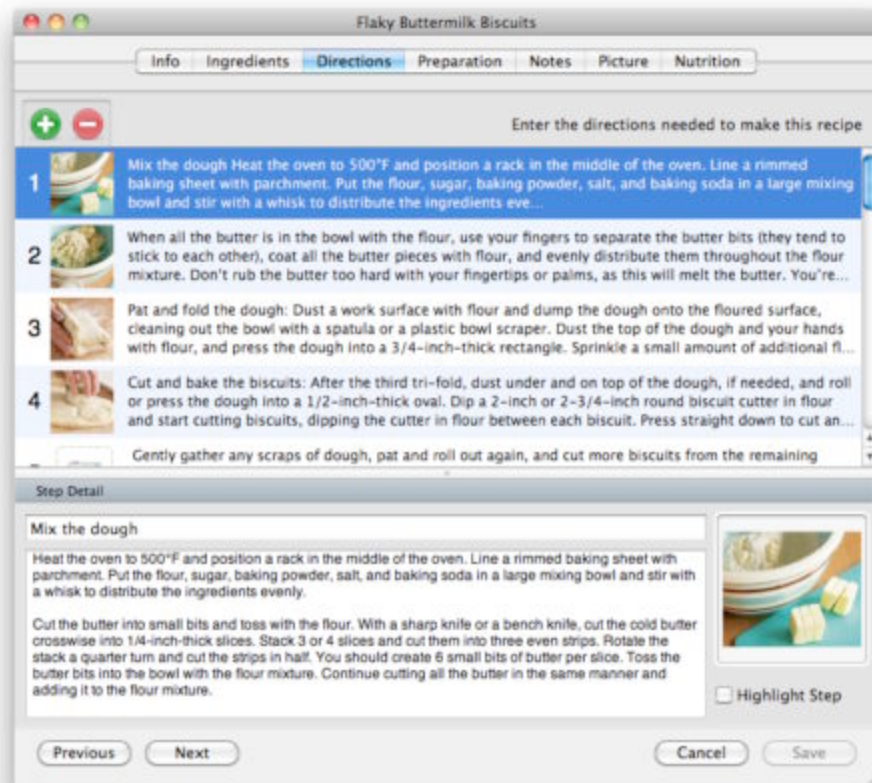 Flaky Buttermilk Biscuits
Info Ingredients Directions Preparation Notes Picture Nutrition
Enter the directions needed to make this recipe
1
Mix the dough Heat the oven to 500°F and position a rack in the middle of the oven. Line a rimmed
baking sheet with parchment. Put the flour, sugar, baking powder, salt, and baking soda in a large mixing
bowl and stir with a whisk to distribute the ingredients eve...
2
When all the butter is in the bowl with the flour, use your fingers to separate the butter bits (they tend to
stick to each other), coat all the butter pieces with flour, and evenly distribute them throughout the flour
mixture. Don't rub the butter too hard with your fingertips or palms, as this will melt the butter. You're...
3
Pat and fold the dough: Dust a work surface with flour and dump the dough onto the floured surface,
cleaning out the bowl with a spatula or a plastic bowl scraper. Dust the top of the dough and your hands
with flour, and press the dough into a 3/4-inch-thick rectangle. Sprinkle a small amount of additional fl...
4
Cut and bake the biscuits: After the third tri-fold, dust under and on top of the dough, if needed, and roll
or press the dough into a 1/2-inch-thick oval. Dip a 2-inch or 2-3/4-inch round biscuit cutter in flour
and start cutting biscuits, dipping the cutter in flour between each biscuit. Press straight down to cut an...
Gently gather any scraps of dough, pat and roll out again, and cut more biscuits from the remaining
Step Detail
Mix the dough
Heat the oven to 500°F and position a rack in the middle of the oven. Line a rimmed baking sheet with
parchment. Put the flour, sugar, baking powder, salt, and baking soda in a large mixing bowl and stir with
a whisk to distribute the ingredients evenly.
Cut the butter into small bits and toss with the flour. With a sharp knife or a bench knife, cut the cold butter
crosswise into 1/4-inch-thick slices. Stack 3 or 4 slices and cut them into three even strips. Rotate the
stack a quarter turn and cut the strips in half. You should create 6 small bits of butter per slice. Toss the
butter bits into the bowl with the flour mixture. Continue cutting all the butter in the same manner and
adding it to the flour mixture.
Highlight Step
Previous Next Cancel Save